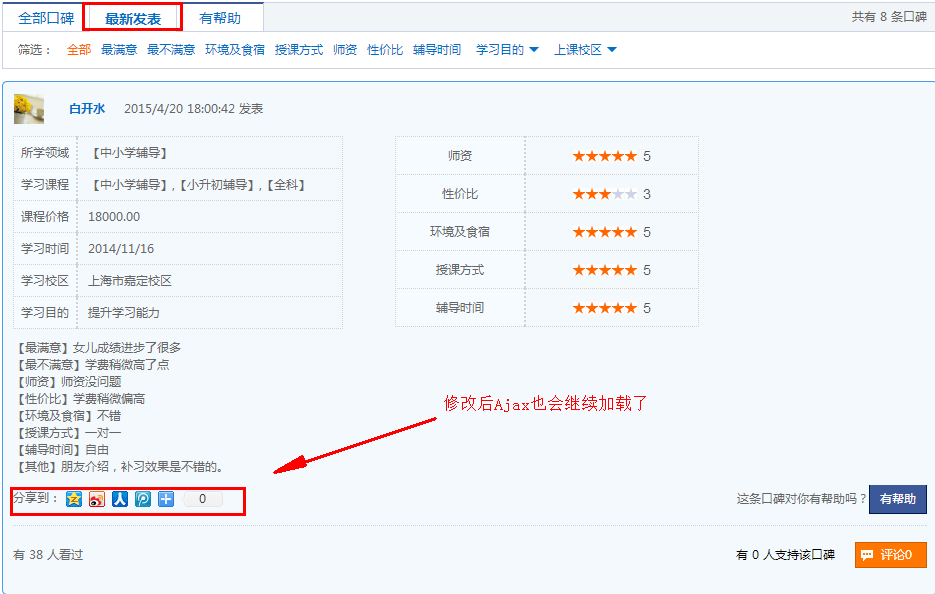 全部口碑 最新发表 有帮助 共有 8 条口碑
筛选： 全部 最满意 最不满意 环境及食宿 授课方式 师资 性价比 辅导时间 学习目的 上课校区
白开水 2015/4/20 18:00:42 发表
所学领域 【中小学辅导】
学习课程 【中小学辅导】,【小升初辅导】,【全科】
课程价格 18000.00
学习时间 2014/11/16
学习校区 上海市嘉定校区
学习目的 提升学习能力
师资 ★★★★★ 5
性价比 ★★★★★ 3
环境及食宿 ★★★★★ 5
授课方式 ★★★★★ 5
辅导时间 ★★★★★ 5
【最满意】女儿成绩进步了很多
【最不满意】学费稍微高了点
【师资】师资没问题
【性价比】学费稍微偏高
【环境及食宿】不错
【授课方式】一对一
【辅导时间】自由
【其他】朋友介绍，补习效果是不错的。
修改后Ajax也会继续加载了
分享到： 0 这条口碑对你有帮助吗？ 有帮助
有 38 人看过 有 0 人支持该口碑 评论0